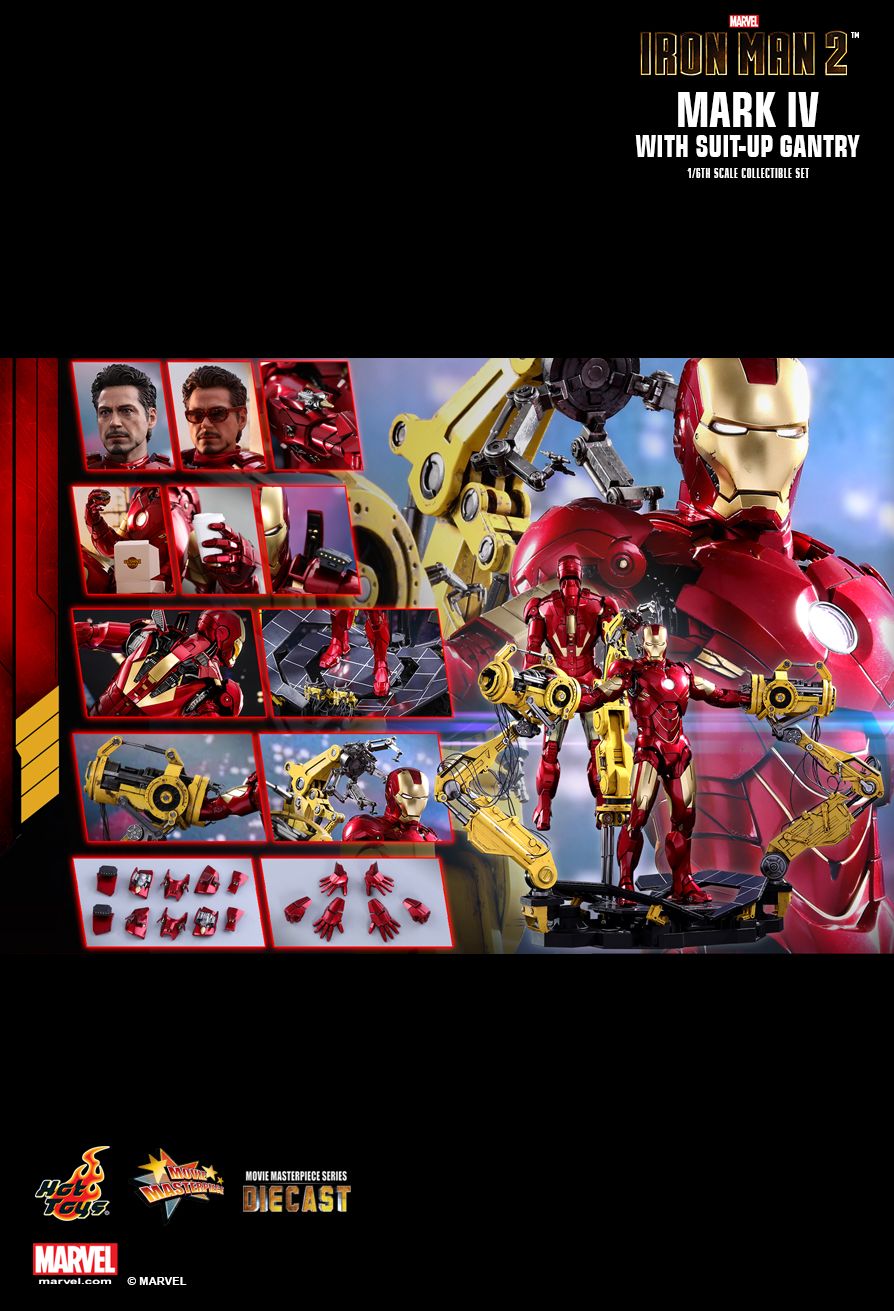 MARVEL
IRON MAN 2™
MARK IV
WITH SUIT-UP GANTRY
1/6TH SCALE COLLECTIBLE SET
Hot Toys®
MOVIE MASTERPIECE
MOVIE MASTERPIECE SERIES
DIECAST
MARVEL
marvel.com © MARVEL